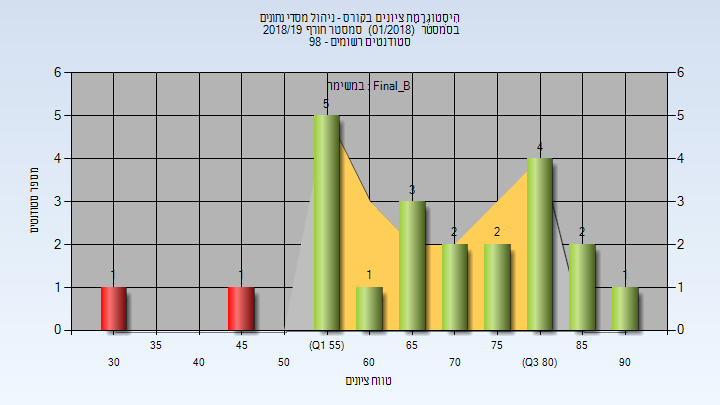 היסטוגרמת ציונים בקורס - ניהול מסדי נתונים
בסמסטר (01/2018) סמסטר חורף 2018/19
סטודנטים רשומים - 98
במשימה : Final_B
מספר סטודנטים
6 6
5 5
4 4
3 3
2 2
1 1
0 0
1 1 5 1 3 2 2 4 2 1
35 45 (Q1 55) 65 75 85
30 40 50 60 70 (Q3 80) 90
טווח ציונים